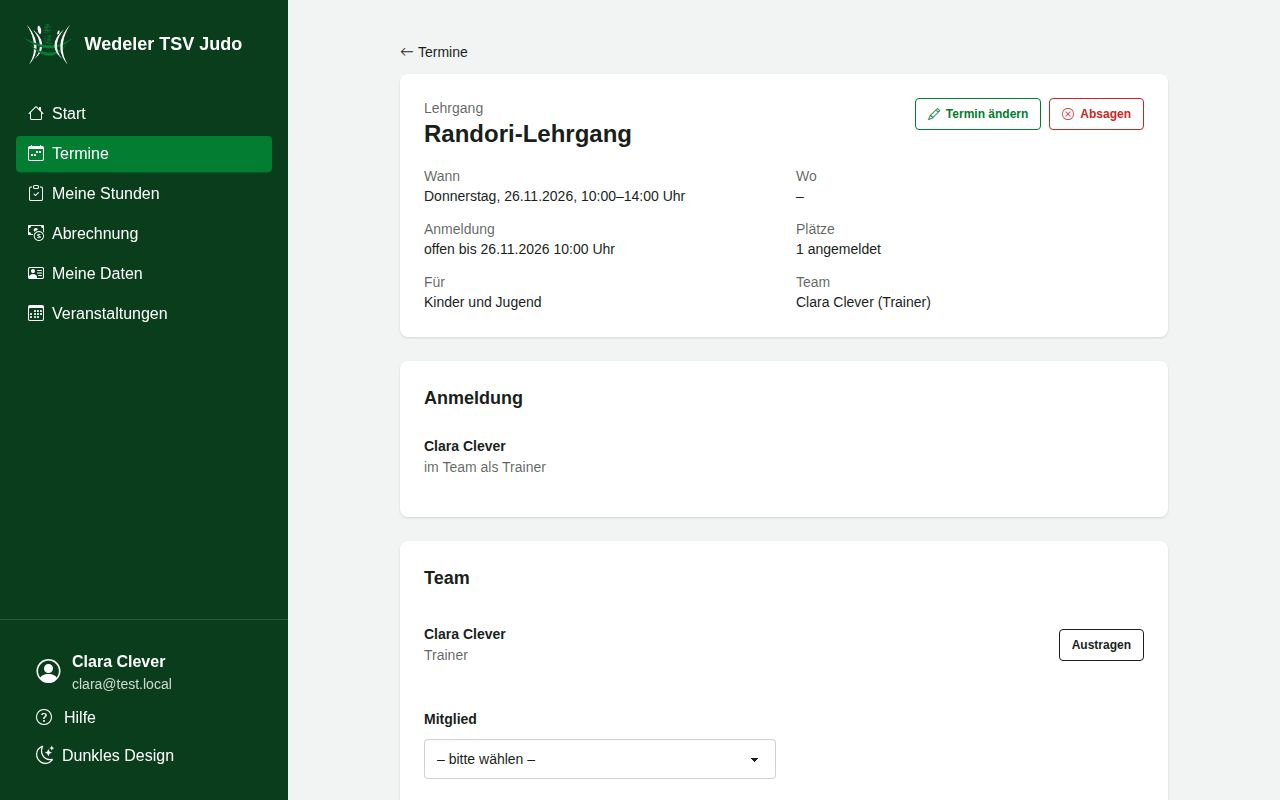 Wedeler TSV Judo
Start
Termine
Meine Stunden
Abrechnung
Meine Daten
Veranstaltungen
Clara Clever
clara@test.local
Hilfe
Dunkles Design
← Termine
Lehrgang
Randori-Lehrgang
Termin ändern
Absagen
Wann
Donnerstag, 26.11.2026, 10:00–14:00 Uhr
Wo
–
Anmeldung
offen bis 26.11.2026 10:00 Uhr
Plätze
1 angemeldet
Für
Kinder und Jugend
Team
Clara Clever (Trainer)
Anmeldung
Clara Clever
im Team als Trainer
Team
Clara Clever
Trainer
Austragen
Mitglied
– bitte wählen –